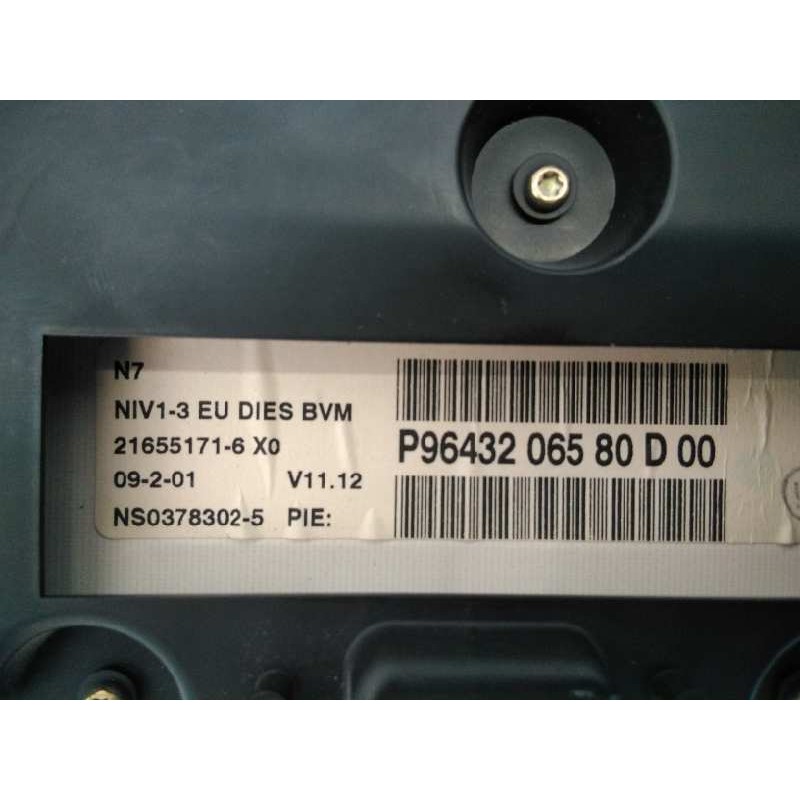 N7
NIV1-3 EU DIES BVM
21655171-6 X0
09-2-01 V11.12
NS0378302-5 PIE:
P96432 065 80 D 00